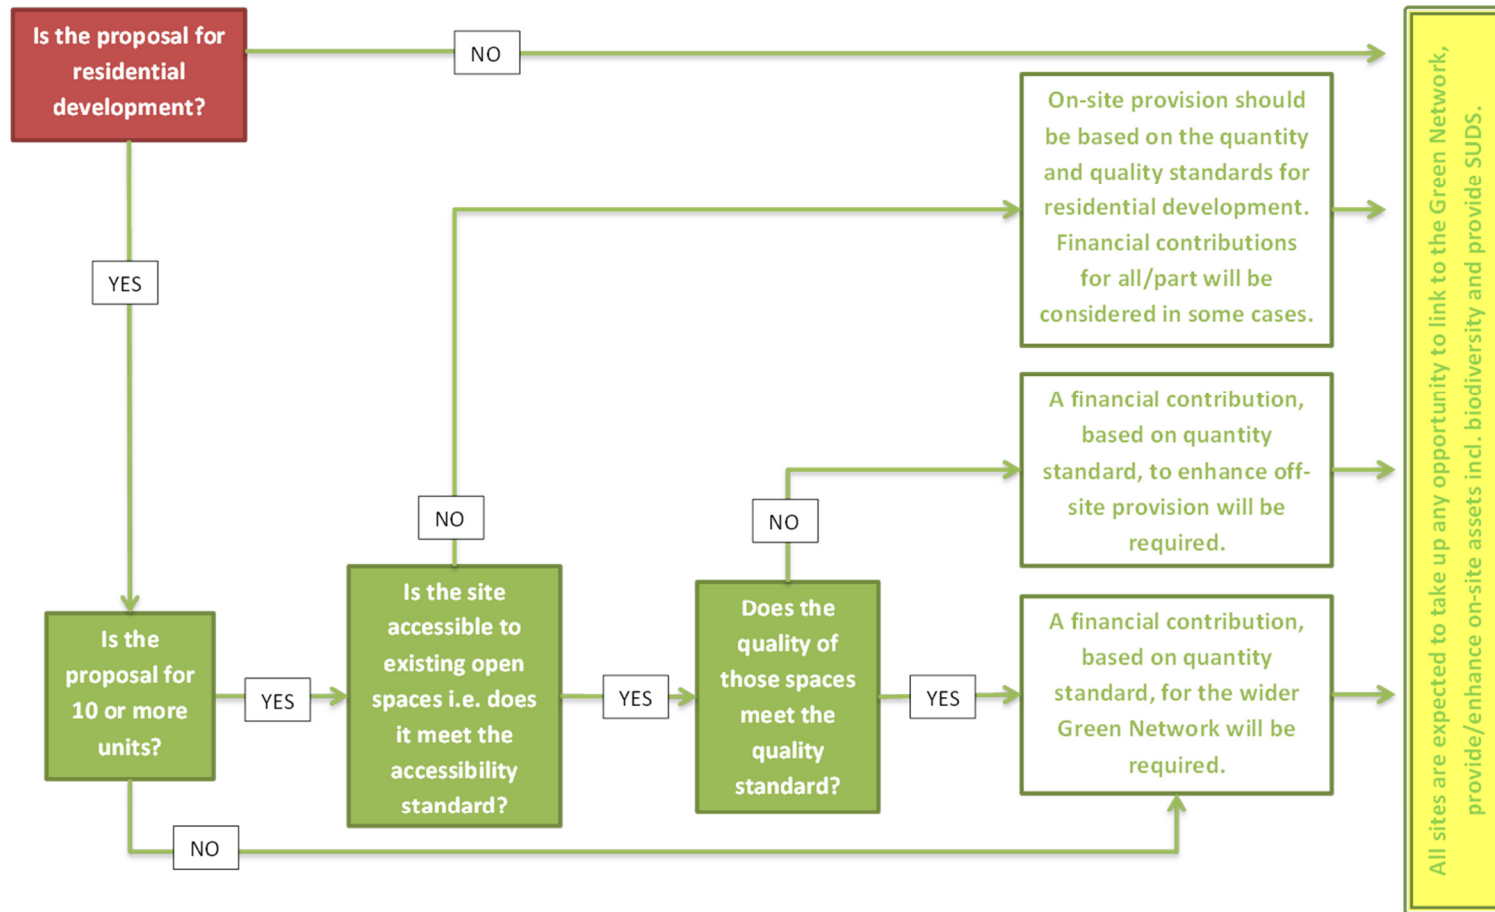 Is the proposal for
residential
development?
NO
On-site provision should
be based on the quantity
and quality standards for
residential development.
Financial contributions
for all/part will be
considered in some cases.
YES
A financial contribution,
based on quantity
standard, to enhance off-
site provision will be
required.
NO
NO
Is the
proposal for
10 or more
units?
YES
Is the site
accessible to
existing open
spaces i.e. does
it meet the
accessibility
standard?
YES
Does the
quality of
those spaces
meet the
quality
standard?
YES
A financial contribution,
based on quantity
standard, for the wider
Green Network will be
required.
NO
All sites are expected to take up any opportunity to link to the Green Network,
provide/enhance on-site assets incl. biodiversity and provide SUDS.